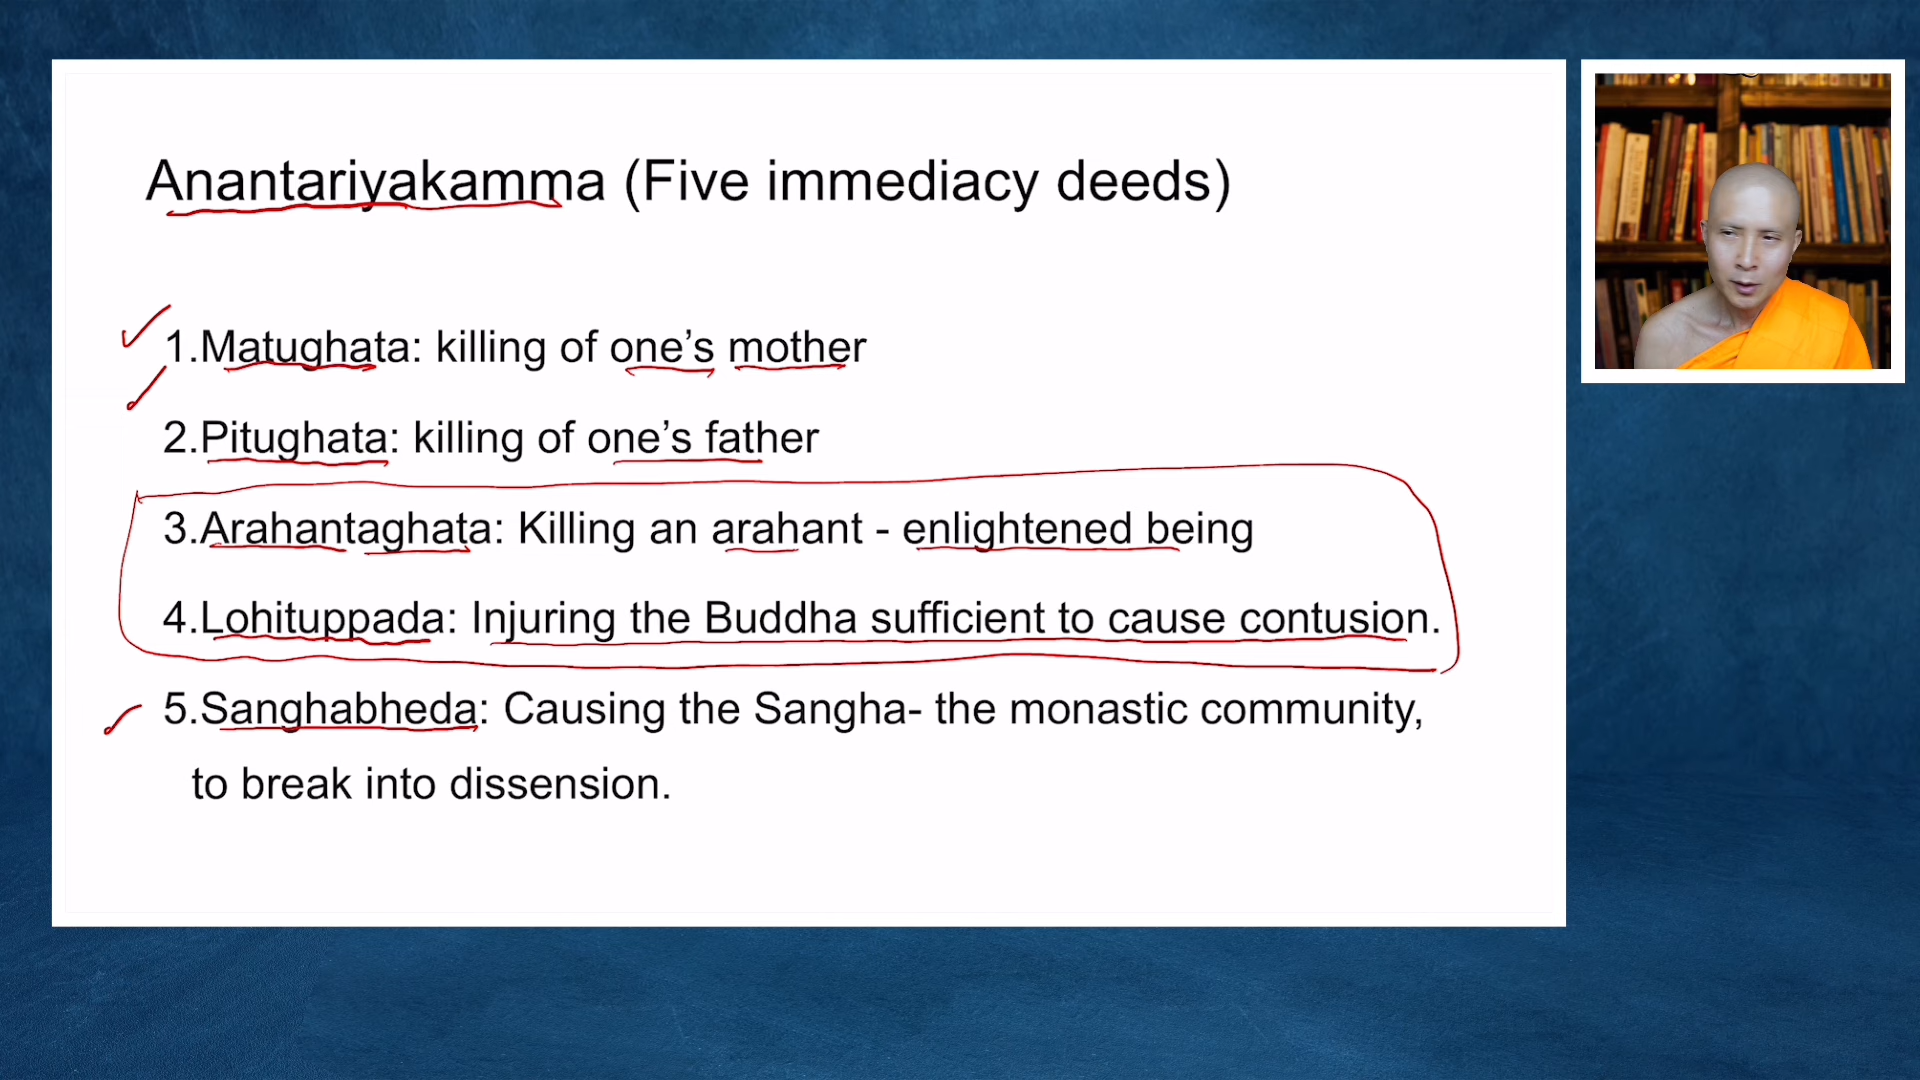 Anantariyakamma (Five immediacy deeds)
1.Matughata: killing of one’s mother
2.Pitughata: killing of one’s father
3.Arahantaghata: Killing an arahant - enlightened being
4.Lohituppada: Injuring the Buddha sufficient to cause contusion.
5.Sanghabheda: Causing the Sangha- the monastic community,
to break into dissension.